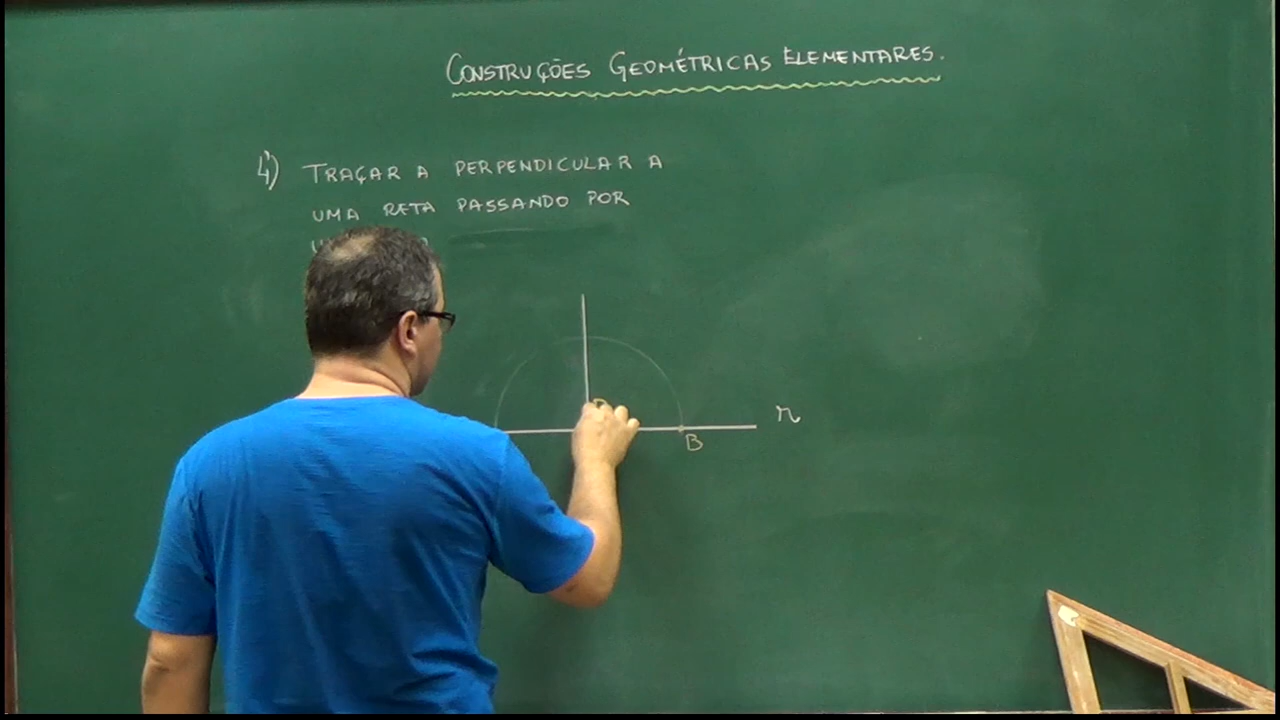 CONSTRUÇÕES GEOMÉTRICAS ELEMENTARES.
4) TRAÇAR A PERPENDICULAR A
UMA RETA PASSANDO POR
r
B